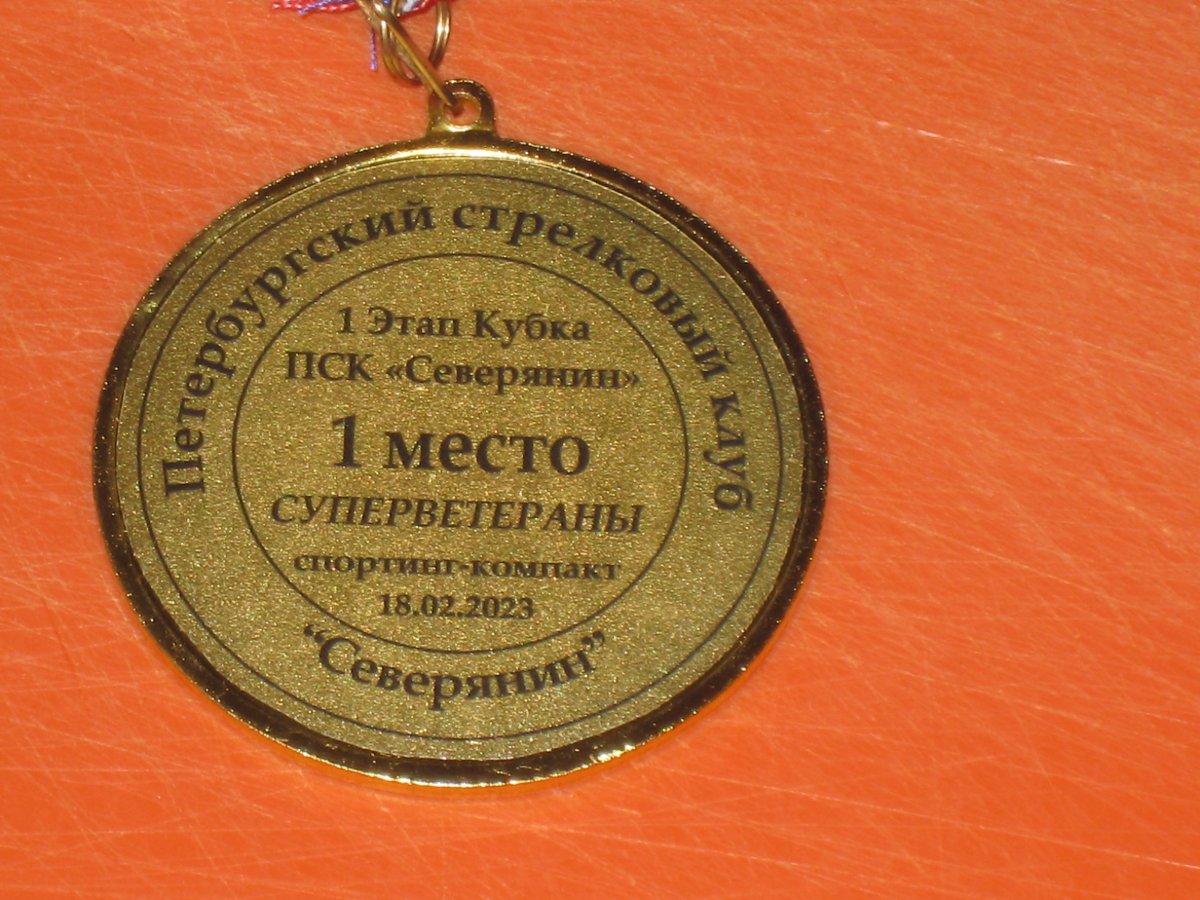 Петербургский стрелковый клуб
1 Этап Кубка
ПСК «Северянин»
1 место
СУПЕРВЕТЕРАНЫ
спортинг-компакт
18.02.2023
“Северянин”